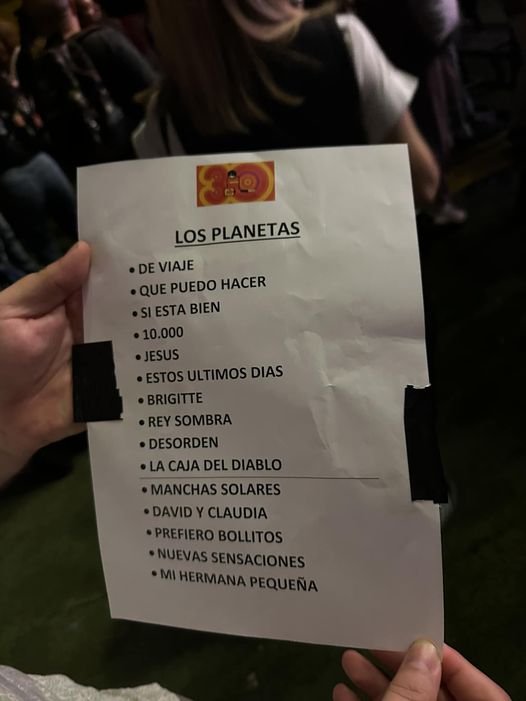 30
LOS PLANETAS
• DE VIAJE
• QUE PUEDO HACER
• SI ESTA BIEN
• 10.000
• JESUS
• ESTOS ULTIMOS DIAS
• BRIGITTE
• REY SOMBRA
• DESORDEN
• LA CAJA DEL DIABLO
• MANCHAS SOLARES
• DAVID Y CLAUDIA
• PREFIERO BOLLITOS
• NUEVAS SENSACIONES
• MI HERMANA PEQUEÑA